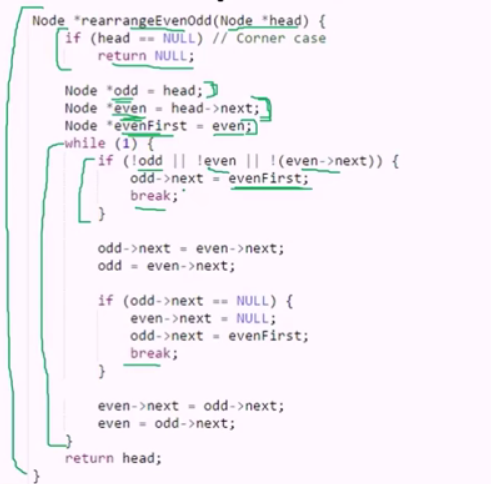 Node *rearrangeEvenOdd(Node *head) {
if (head == NULL) // Corner case
return NULL;
Node *odd = head;
Node *even = head->next;
Node *evenFirst = even;
while (1) {
if (!odd || !even || !(even->next)) {
odd->next = evenFirst;
break;
}
odd->next = even->next;
odd = even->next;
if (odd->next == NULL) {
even->next = NULL;
odd->next = evenFirst;
break;
}
even->next = odd->next;
even = odd->next;
}
return head;
}